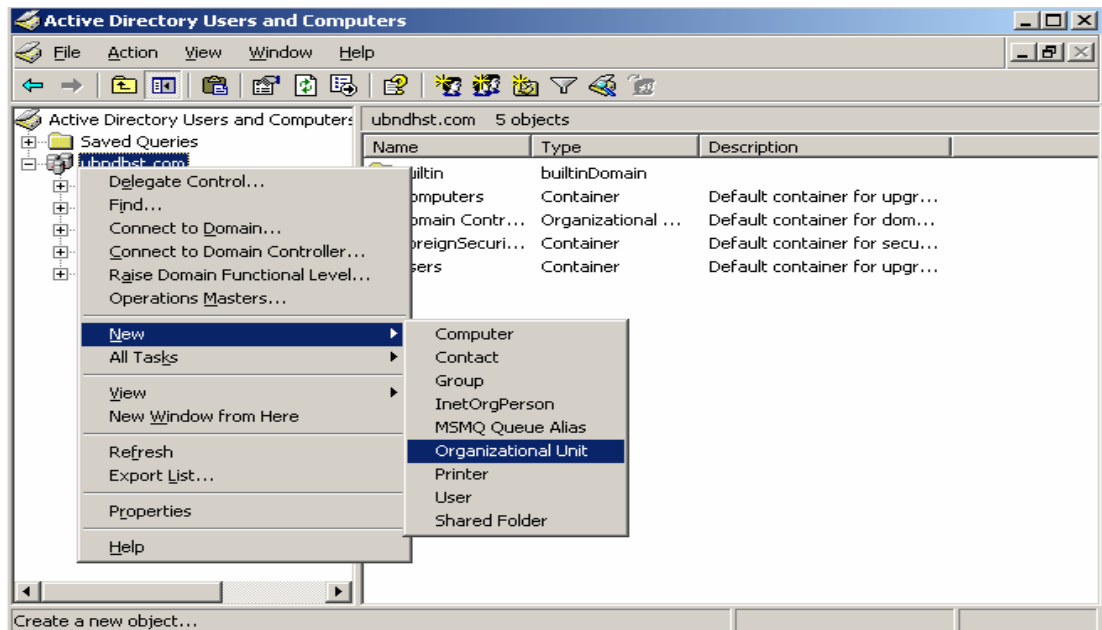 Active Directory Users and Computers
File Action View Window Help
Active Directory Users and Computers
ubndhst.com 5 objects
Saved Queries
ubndhst.com
Name Type Description
builtinDomain
Container Default container for upgr...
Domain Contr... Organizational ... Default container for dom...
ForeignSecuri... Container Default container for secu...
Container Default container for upgr...
Delegate Control...
Find...
Connect to Domain...
Connect to Domain Controller...
Raise Domain Functional Level...
Operations Masters...
New
All Tasks
View
New Window from Here
Refresh
Export List...
Properties
Help
Computer
Contact
Group
InetOrgPerson
MSMQ Queue Alias
Organizational Unit
Printer
User
Shared Folder
Create a new object...